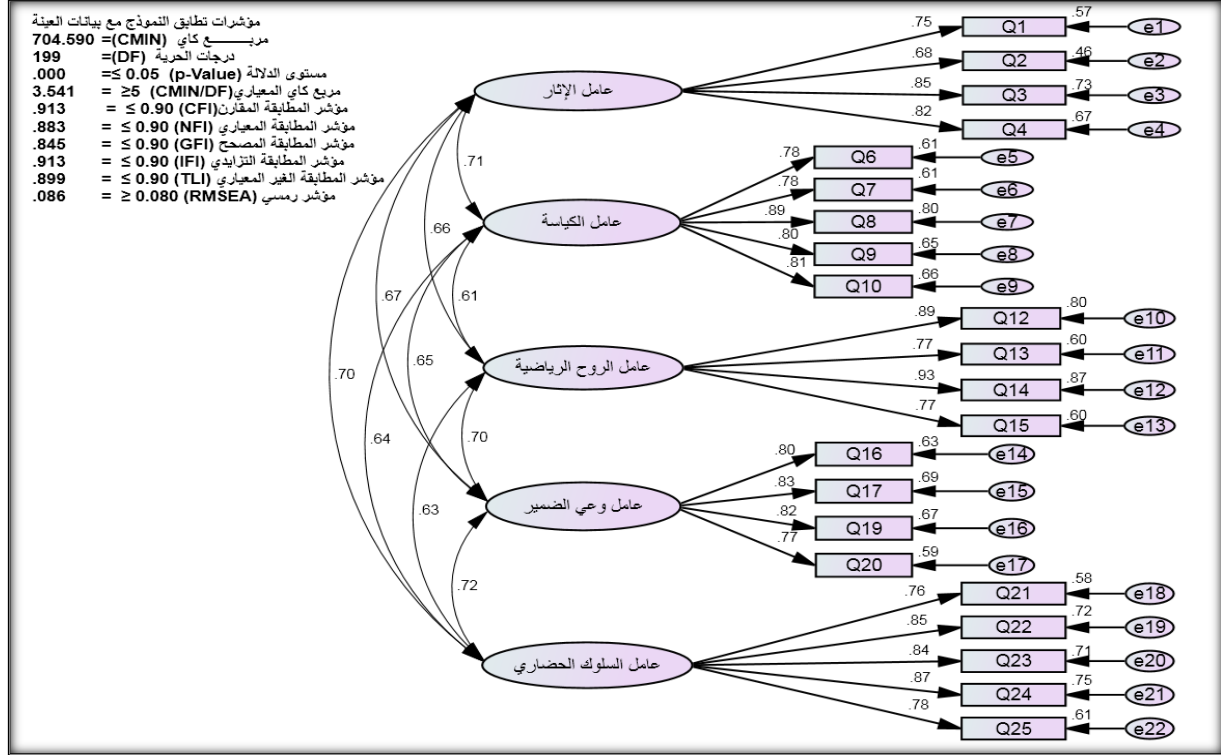 مؤشرات تطابق النموذج مع بيانات العينة
مربـــــــــع كاي (CMIN)= 704.590
درجات الحرية (DF)= 199
مستوى الدلالة (p-Value) 0.05 ≥= .000
مربع كاي المعياري(CMIN/DF) 5≤ = 3.541
مؤشر المطابقة المقارن(CFI) 0.90 ≥ = .913
مؤشر المطابقة المعياري (NFI) 0.90 ≥ = .883
مؤشر المطابقة المصحح (GFI) 0.90 ≥ = .845
مؤشر المطابقة التزايدي (IFI) 0.90 ≥ = .913
مؤشر المطابقة الغير المعياري (TLI) 0.90 ≥ = .899
مؤشر رمسي (RMSEA) 0.080 ≤ = .086
عامل الإثار
.75 Q1 .57 e1
.68 Q2 .46 e2
.85 Q3 .73 e3
.82 Q4 .67 e4
عامل الكياسة
.78 Q6 .61 e5
.78 Q7 .61 e6
.89 Q8 .80 e7
.80 Q9 .65 e8
.81 Q10 .66 e9
عامل الروح الرياضية
.89 Q12 .80 e10
.77 Q13 .60 e11
.93 Q14 .87 e12
.77 Q15 .60 e13
عامل وعي الضمير
.80 Q16 .63 e14
.83 Q17 .69 e15
.82 Q19 .67 e16
.77 Q20 .59 e17
عامل السلوك الحضاري
.76 Q21 .58 e18
.85 Q22 .72 e19
.84 Q23 .71 e20
.87 Q24 .75 e21
.78 Q25 .61 e22
.71
.66
.67
.61
.65
.70
.64
.70
.63
.72